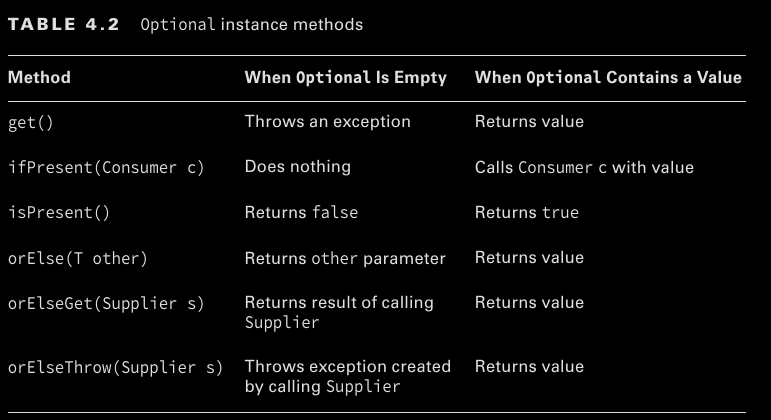 TABLE 4.2 Optional instance methods
Method When Optional Is Empty When Optional Contains a Value
get() Throws an exception Returns value
ifPresent(Consumer c) Does nothing Calls Consumer c with value
isPresent() Returns false Returns true
orElse(T other) Returns other parameter Returns value
orElseGet(Supplier s) Returns result of calling Returns value
Supplier
orElseThrow(Supplier s) Throws exception created Returns value
by calling Supplier